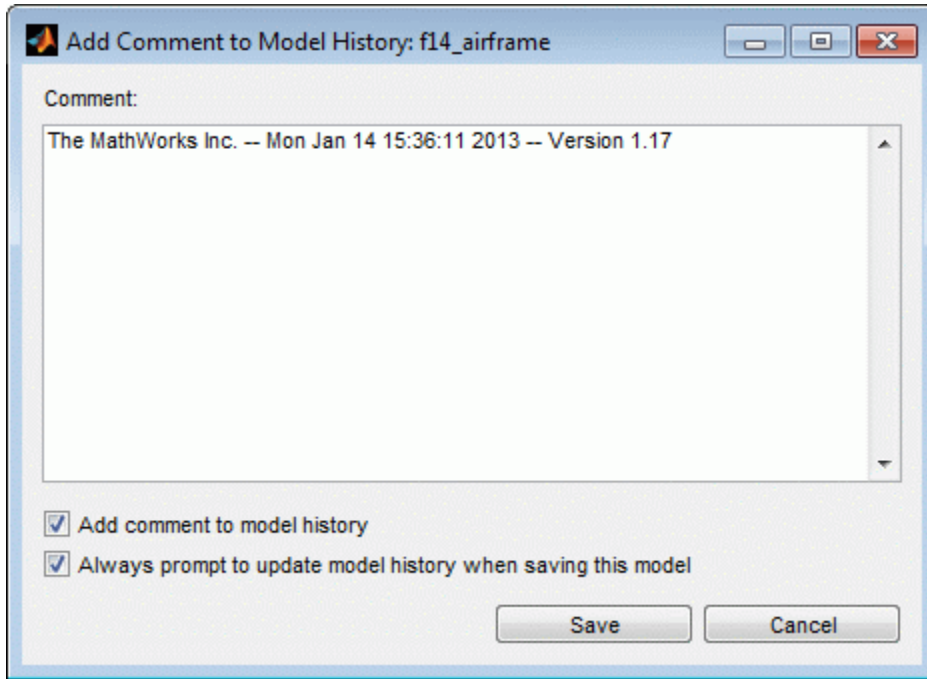 Add Comment to Model History: f14_airframe
Comment:
The MathWorks Inc. -- Mon Jan 14 15:36:11 2013 -- Version 1.17
Add comment to model history
Always prompt to update model history when saving this model
Save Cancel